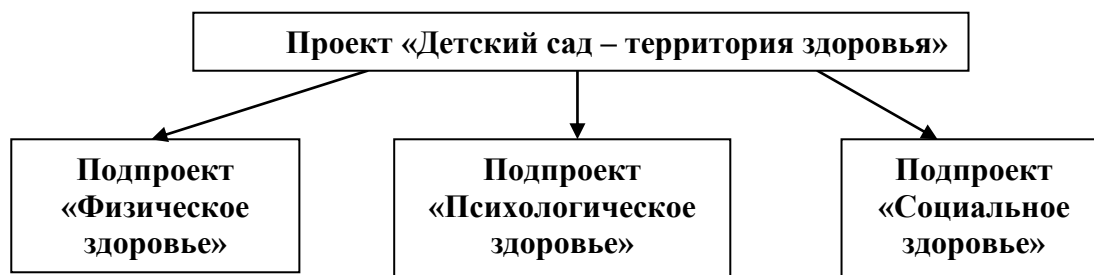 Проект «Детский сад – территория здоровья»
Подпроект
«Физическое
здоровье»
Подпроект
«Психологическое
здоровье»
Подпроект
«Социальное
здоровье»